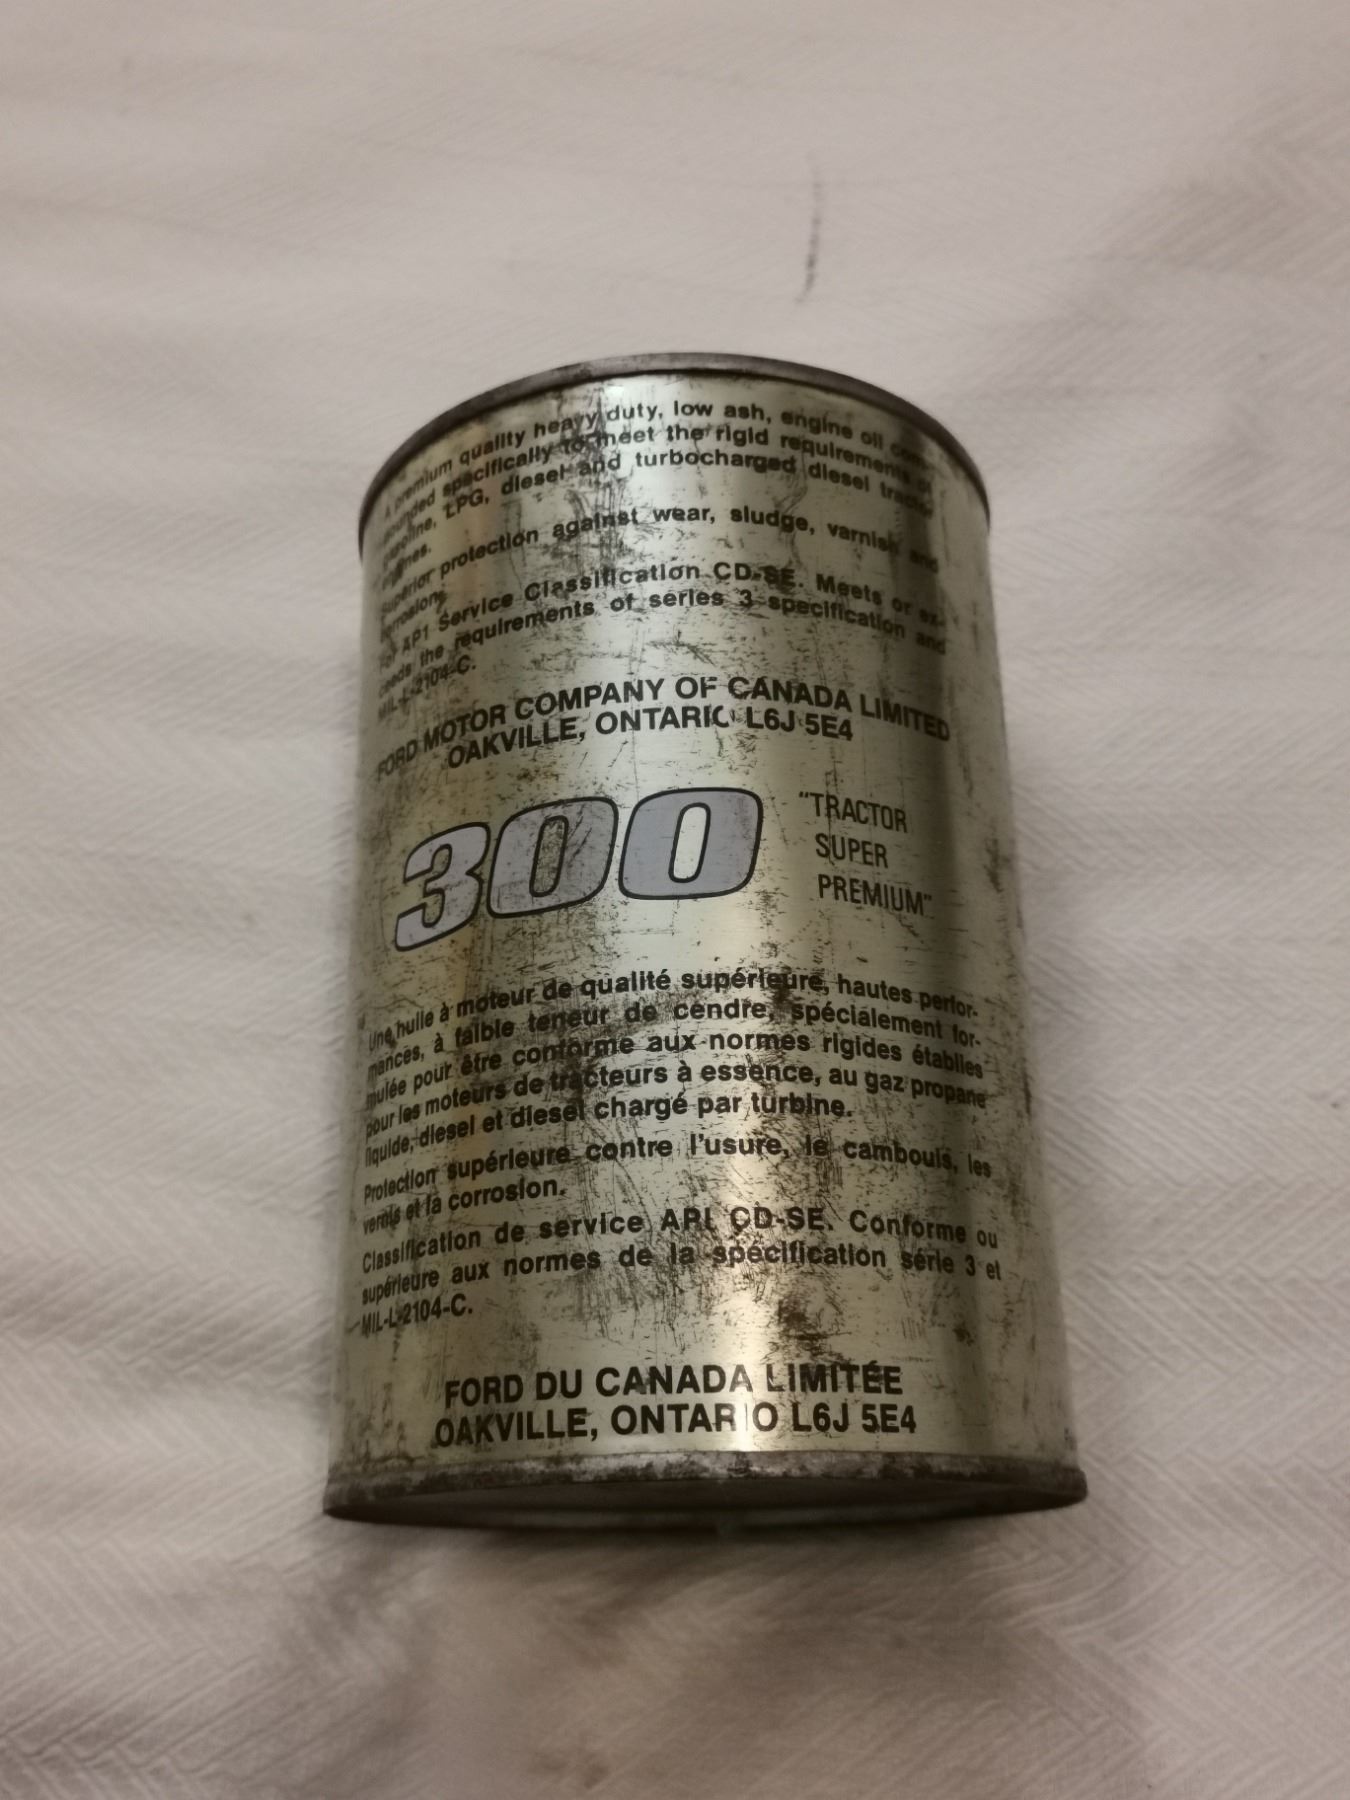 A premium quality heavy duty, low ash, engine oil com-
pounded specifically to meet the rigid requirements of
gasoline, LPG, diesel and turbocharged diesel tractor
engines.
Superior protection against wear, sludge, varnish and
corrosion.
For AP1 Service Classification CD-SE. Meets or ex-
ceeds the requirements of series 3 specification and
MIL-L-2104-C.
FORD MOTOR COMPANY OF CANADA LIMITED
OAKVILLE, ONTARIO L6J 5E4
300
"TRACTOR
SUPER
PREMIUM"
Une huile à moteur de qualité supérieure, hautes perfor-
mances, à faible teneur de cendre, spécialement for-
mulée pour être conforme aux normes rigides établies
pour les moteurs de tracteurs à essence, au gaz propane
liquide, diesel et diesel chargé par turbine.
Protection supérieure contre l'usure, le cambouis, les
vernis et la corrosion.
Classification de service API CD-SE. Conforme ou
supérieure aux normes de la spécification série 3 et
MIL-L-2104-C.
FORD DU CANADA LIMITÉE
OAKVILLE, ONTARIO L6J 5E4